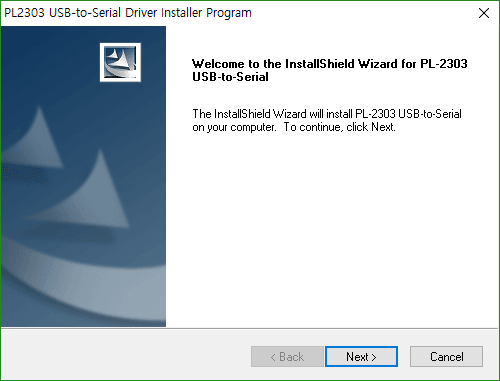 PL2303 USB-to-Serial Driver Installer Program
Welcome to the InstallShield Wizard for PL-2303
USB-to-Serial
The InstallShield Wizard will install PL-2303 USB-to-Serial
on your computer.  To continue, click Next.
< Back
Next >
Cancel